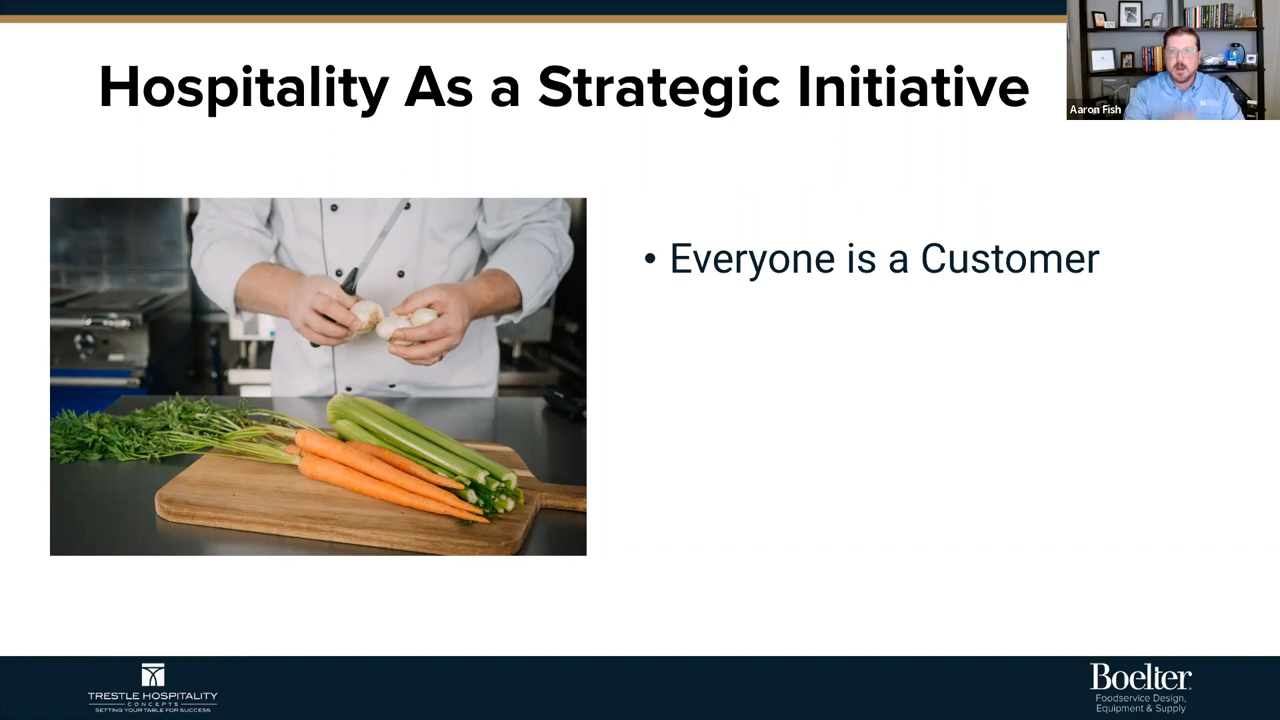 Hospitality As a Strategic Initiative
Aaron Fish
• Everyone is a Customer
TRESTLE HOSPITALITY
CONCEPTS
SETTING YOUR TABLE FOR SUCCESS
Boelter
Foodservice Design,
Equipment & Supply